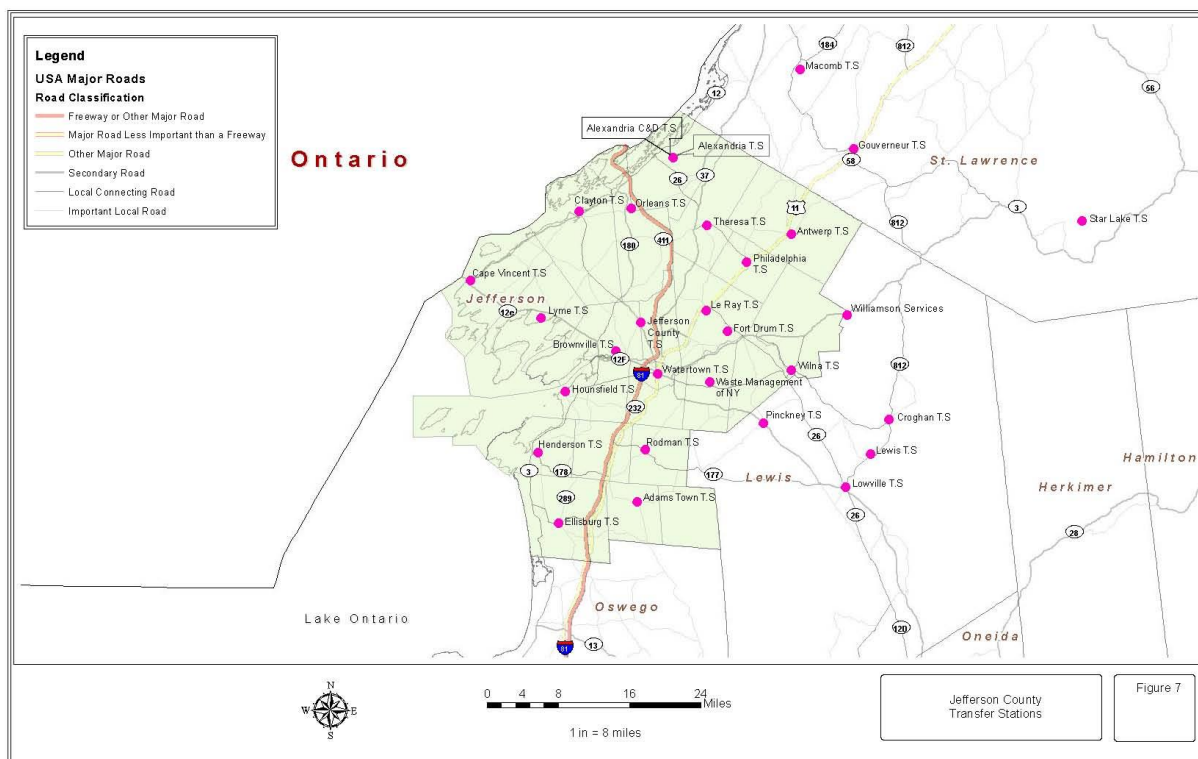 Legend
USA Major Roads
Road Classification
Freeway or Other Major Road
Major Road Less Important than a Freeway
Other Major Road
Secondary Road
Local Connecting Road
Important Local Road
Ontario
184
812
Macomb T.S
56
12
Alexandria C&D T.S
Alexandria T.S
Gouverneur T.S
58
St. Lawrence
26
37
Clayton T.S
Orleans T.S
11
3
812
Star Lake T.S
Theresa T.S
Antwerp T.S
180
411
Philadelphia
T.S
Cape Vincent T.S
Jefferson
12e
Lyme T.S
Le Ray T.S
Williamson Services
Jefferson
County
T.S
Fort Drum T.S
Brownville T.S
12F
812
81
Watertown T.S
Wilna T.S
Waste Management
of NY
Hounsfield T.S
232
Pinckney T.S
Croghan T.S
26
Henderson T.S
Rodman T.S
Lewis T.S
Hamilton
3
178
177
Lewis
Lowville T.S
Herkimer
289
Adams Town T.S
26
Ellisburg T.S
28
Oswego
Lake Ontario
12D
Oneida
81
13
N
W
E
S
0 4 8 16 24
Miles
1 in = 8 miles
Jefferson County
Transfer Stations
Figure 7